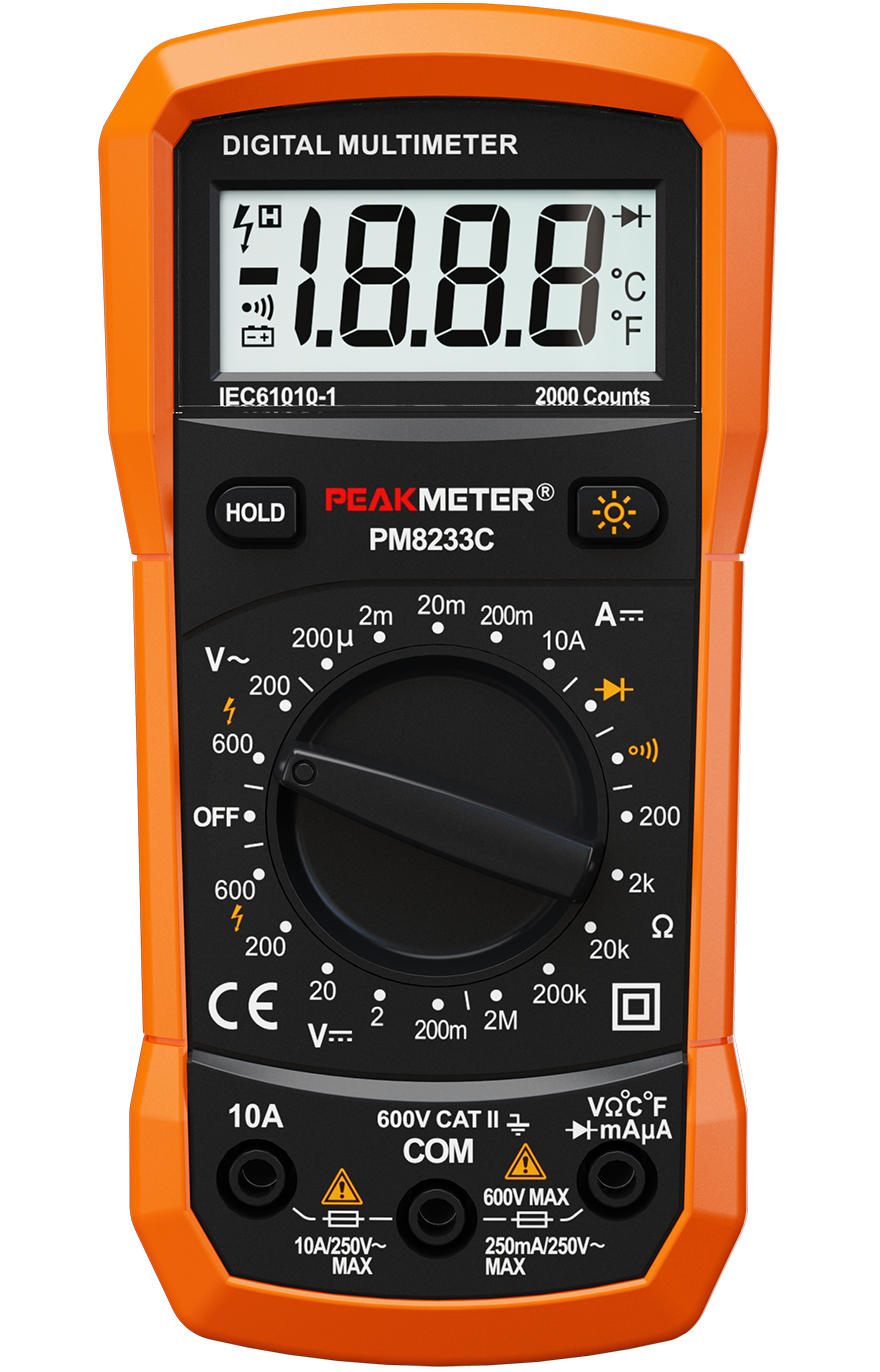 DIGITAL MULTIMETER
H
-1.8.8.8
°C
°F
IEC61010-1 2000 Counts
HOLD
PEAKMETER®
PM8233C
2m 20m 200m
200µ 10A A
V~
200
600
OFF 200
600 2k
200 20k Ω
20 200k
2 200m 2M
V
CE
10A 600V CAT II VΩ°C°F
COM mAµA
600V MAX
10A/250V~ 250mA/250V~
MAX MAX